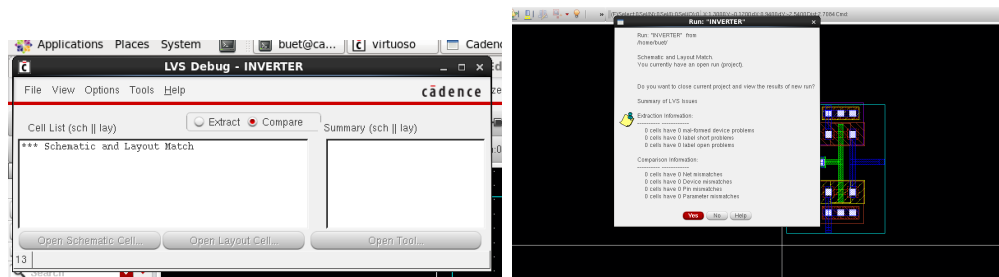 Applications Places System
buet@ca...
virtuoso
Cadenc
LVS Debug - INVERTER
File View Options Tools Help
cādence
Extract Compare
Cell List (sch || lay)
Summary (sch || lay)
*** Schematic and Layout Match
Open Schematic Cell...
Open Layout Cell...
Open Tool...
13
Search
Run: "INVERTER"
Run: "INVERTER" from
/home/buet/
Schematic and Layout Match.
You currently have an open run (project).
Do you want to close current project and view the results of new run?
Summary of LVS Issues
Extraction Information:
0 cells have 0 mal-formed device problems
0 cells have 0 label short problems
0 cells have 0 label open problems
Comparison Information:
0 cells have 0 Net mismatches
0 cells have 0 Device mismatches
0 cells have 0 Pin mismatches
0 cells have 0 Parameter mismatches
Yes No Help